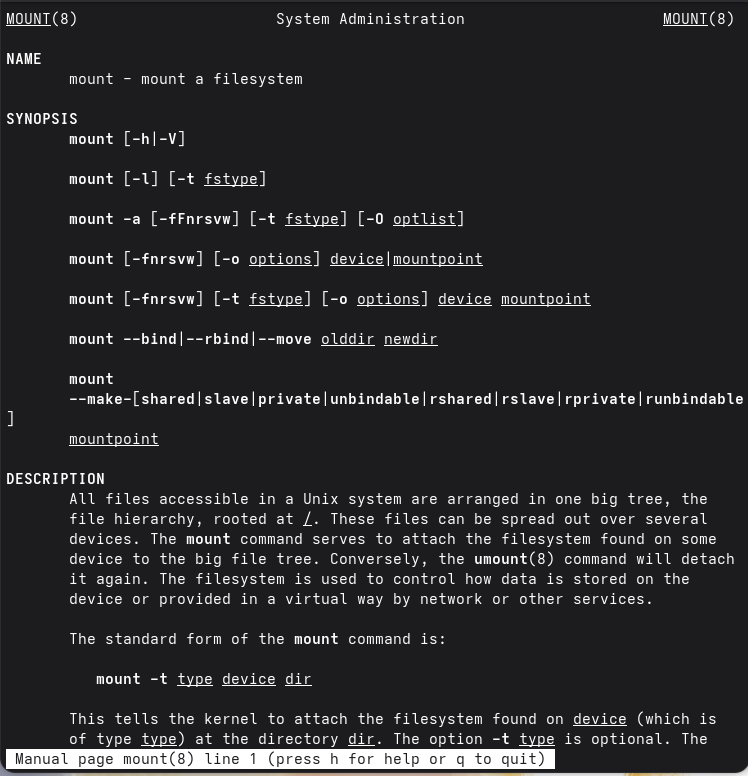 MOUNT(8) System Administration MOUNT(8)
NAME
mount - mount a filesystem
SYNOPSIS
mount [-h|-V]
mount [-l] [-t fstype]
mount -a [-fFnrsvw] [-t fstype] [-O optlist]
mount [-fnrsvw] [-o options] device|mountpoint
mount [-fnrsvw] [-t fstype] [-o options] device mountpoint
mount --bind|--rbind|--move olddir newdir
mount
--make-[shared|slave|private|unbindable|rshared|rslave|rprivate|runbindable
]
mountpoint
DESCRIPTION
All files accessible in a Unix system are arranged in one big tree, the
file hierarchy, rooted at /. These files can be spread out over several
devices. The mount command serves to attach the filesystem found on some
device to the big file tree. Conversely, the umount(8) command will detach
it again. The filesystem is used to control how data is stored on the
device or provided in a virtual way by network or other services.
The standard form of the mount command is:
mount -t type device dir
This tells the kernel to attach the filesystem found on device (which is
of type type) at the directory dir. The option -t type is optional. The
Manual page mount(8) line 1 (press h for help or q to quit)